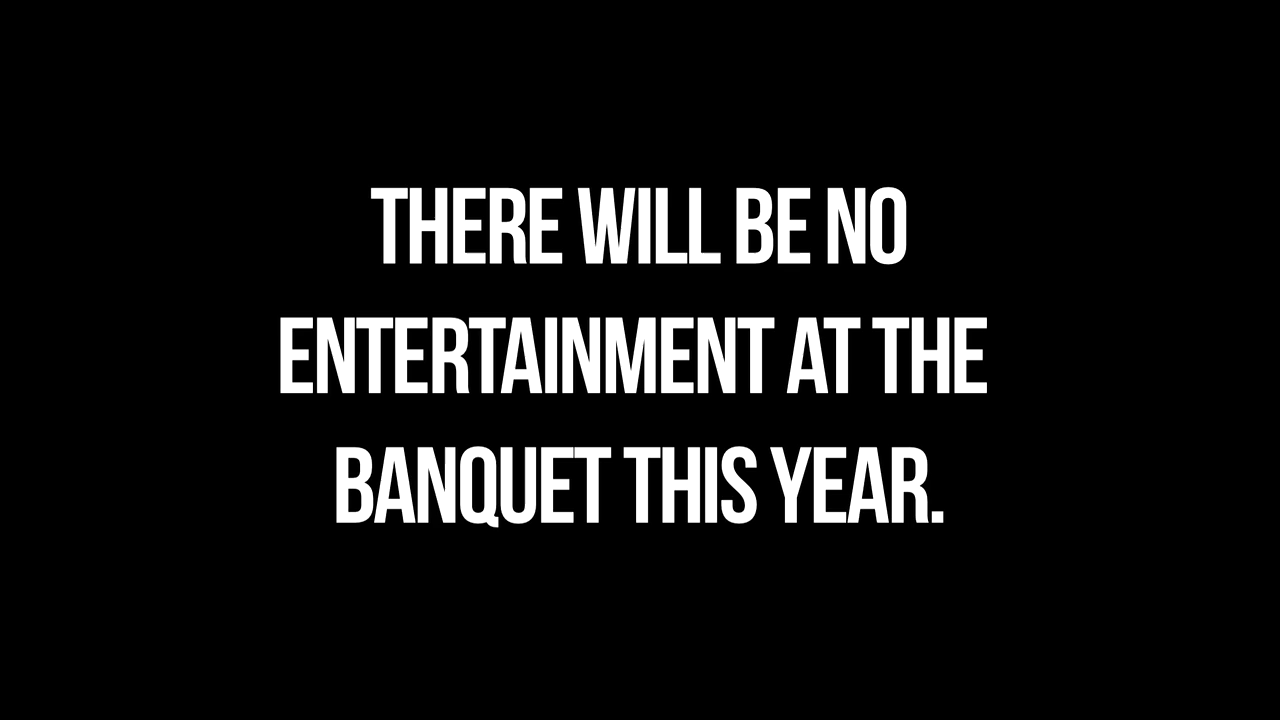 THERE WILL BE NO
ENTERTAINMENT AT THE
BANQUET THIS YEAR.